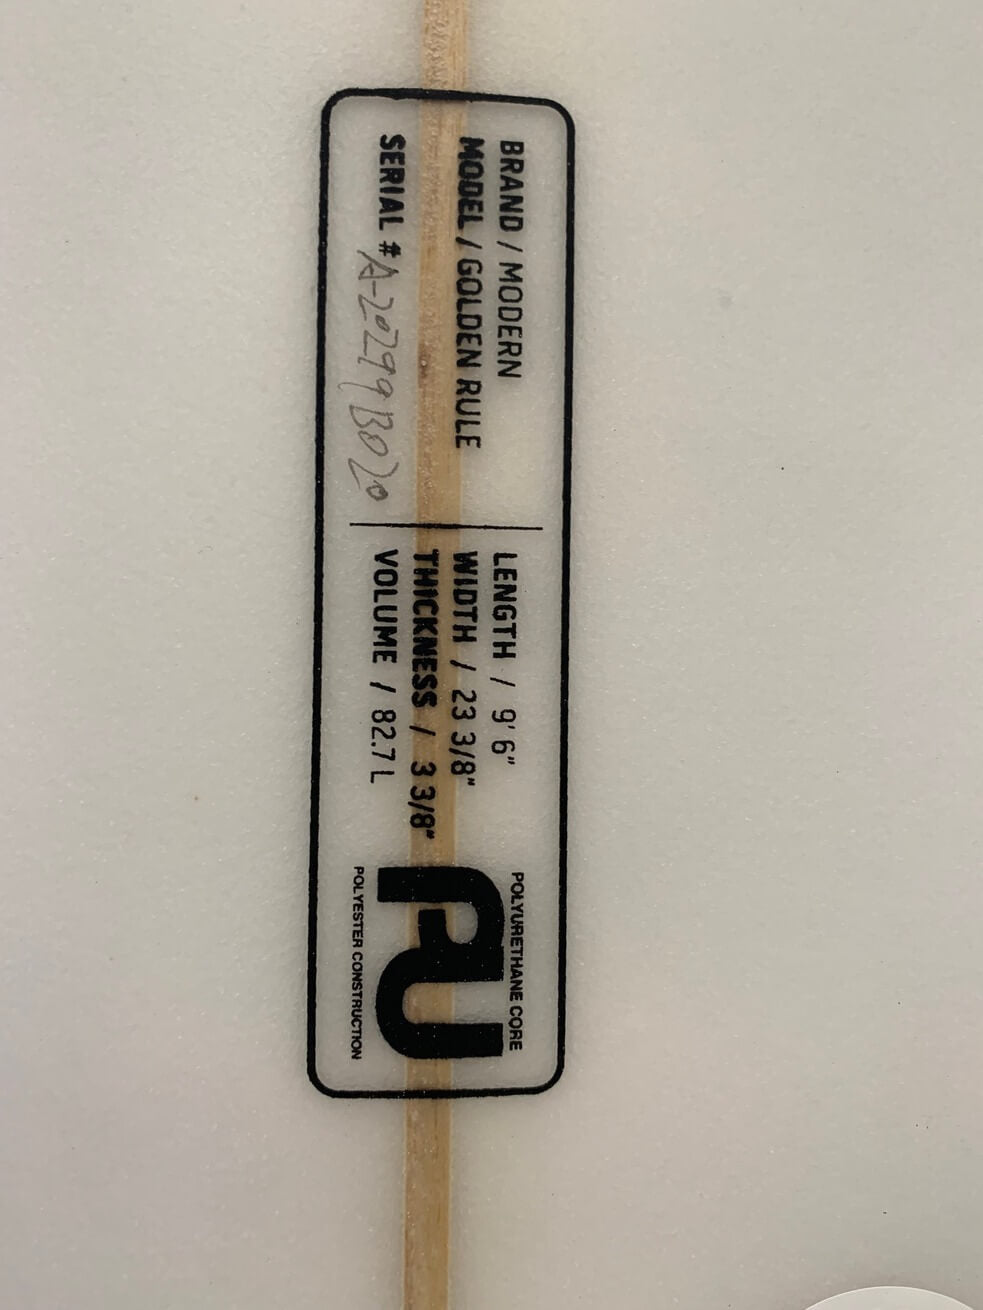 BRAND / MODERN
MODEL / GOLDEN RULE
SERIAL # A-20299B020
LENGTH / 9' 6"
WIDTH / 23 3/8"
THICKNESS / 3 3/8"
VOLUME / 82.7 L
POLYURETHANE CORE
PU
POLYESTER CONSTRUCTION